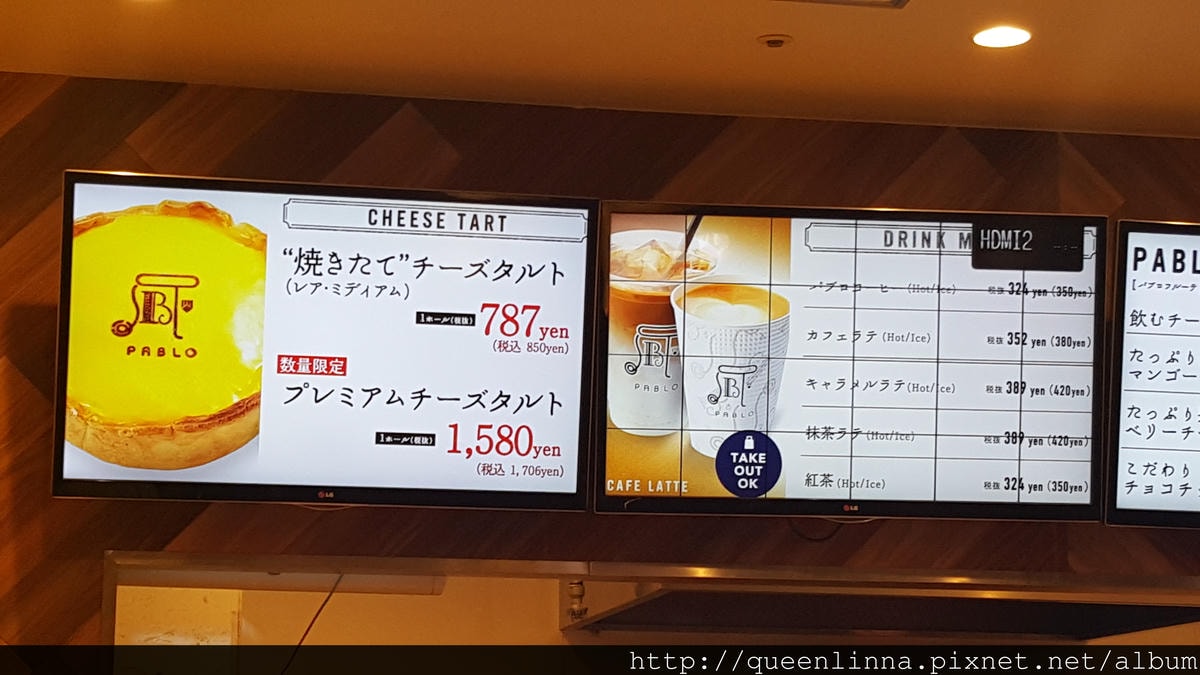 CHEESE TART
“焼きたて”チーズタルト
(レア・ミディアム)
1ホール(税抜) 787yen
(税込 850yen)
数量限定
プレミアムチーズタルト
1ホール(税抜) 1,580yen
(税込 1,706yen)
PABLO
LG
DRINK M
HDMI2
パブロコーヒー (Hot/Ice) 税抜 324 yen (350yen)
カフェラテ (Hot/Ice) 税抜 352 yen (380yen)
キャラメルラテ(Hot/Ice) 税抜 389 yen (420yen)
抹茶ラテ (Hot/Ice) 税抜 389 yen (420yen)
紅茶 (Hot/Ice) 税抜 324 yen (350yen)
PABLO
PABLO
TAKE
OUT
OK
CAFE LATTE
LG
PABL
飲むチー
たっぷり
マンゴー
たっぷり
ベリーチ
こだわり
チョコチ
http://queenlinna.pixnet.net/album